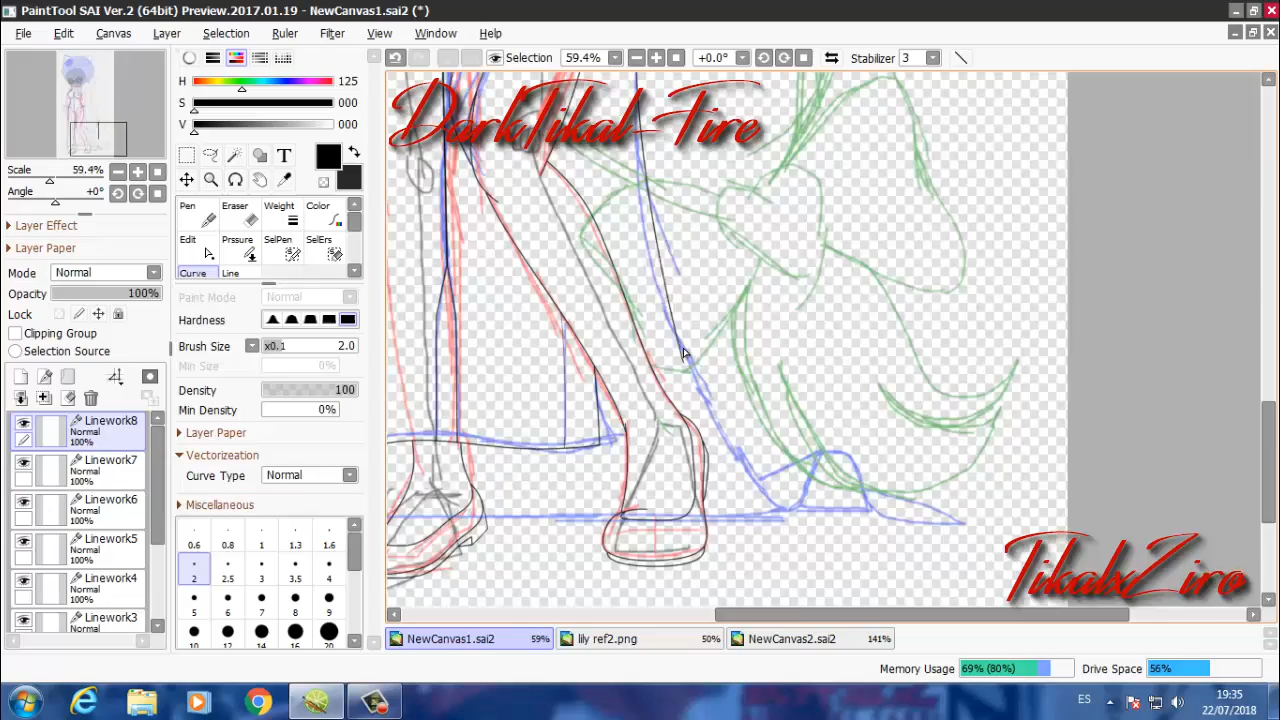 PaintTool SAI Ver.2 (64bit) Preview.2017.01.19 - NewCanvas1.sai2 (*)
File Edit Canvas Layer Selection Ruler Filter View Window Help
Selection 59.4% +0.0° Stabilizer 3
H 125
S 000
V 000
DarkTikal-Fire
Scale 59.4%
Angle +0°
Layer Effect
Layer Paper
Mode Normal
Opacity 100%
Lock
Clipping Group
Selection Source
T
Pen Eraser Weight Color
Edit Prssure SelPen SelErs
Curve Line
Paint Mode Normal
Hardness
Brush Size x0.1 2.0
Min Size 0%
Density 100
Min Density 0%
Layer Paper
Vectorization
Curve Type Normal
Miscellaneous
0.6 0.8 1 1.3 1.6
2 2.5 3 3.5 4
5 6 7 8 9
10 12 14 16 20
Linework8
Normal
100%
Linework7
Normal
100%
Linework6
Normal
100%
Linework5
Normal
100%
Linework4
Normal
100%
Linework3
Normal
TikalxZiro
NewCanvas1.sai2 59% lily ref2.png 50% NewCanvas2.sai2 141%
Memory Usage 69% (80%) Drive Space 56%
ES 19:35
22/07/2018